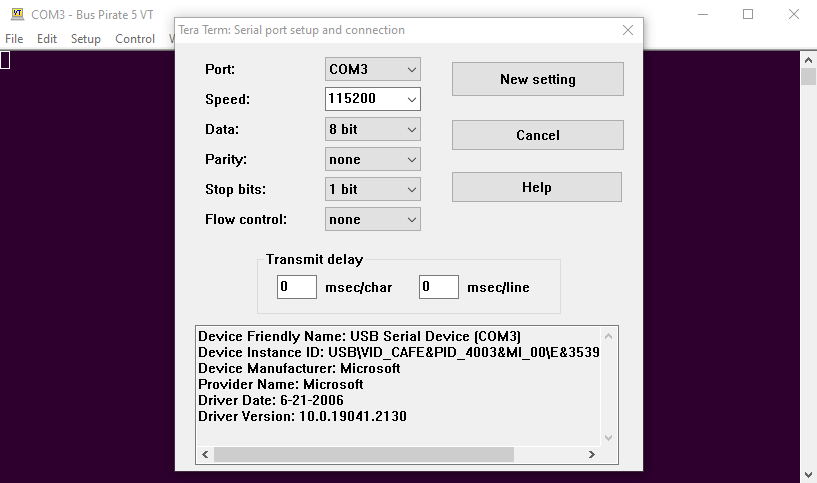 COM3 - Bus Pirate 5 VT
File Edit Setup Control
Tera Term: Serial port setup and connection
Port: COM3
New setting
Speed: 115200
Data: 8 bit
Cancel
Parity: none
Stop bits: 1 bit
Help
Flow control: none
Transmit delay
0 msec/char 0 msec/line
Device Friendly Name: USB Serial Device (COM3)
Device Instance ID: USB\VID_CAFE&PID_4003&MI_00\E&3539
Device Manufacturer: Microsoft
Provider Name: Microsoft
Driver Date: 6-21-2006
Driver Version: 10.0.19041.2130